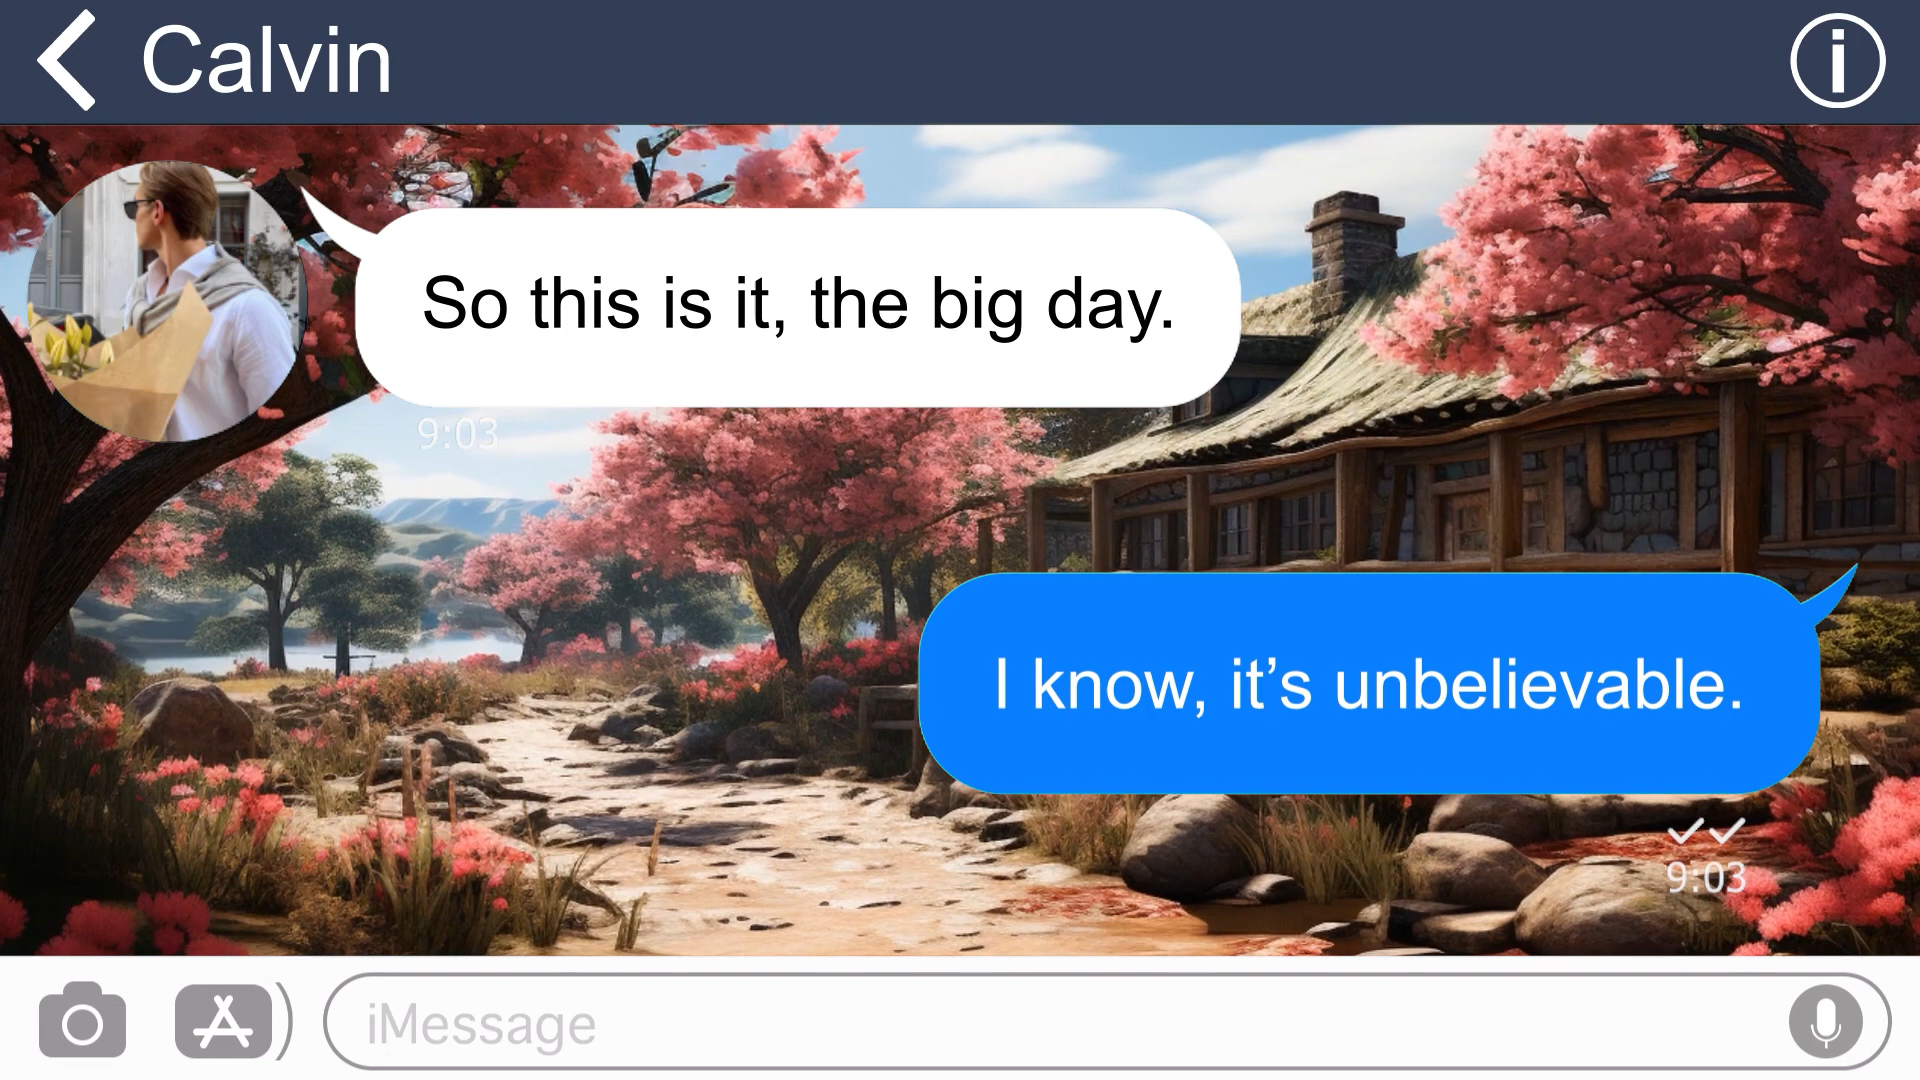 Calvin
So this is it, the big day.
9:03
I know, it’s unbelievable.
9:03
iMessage